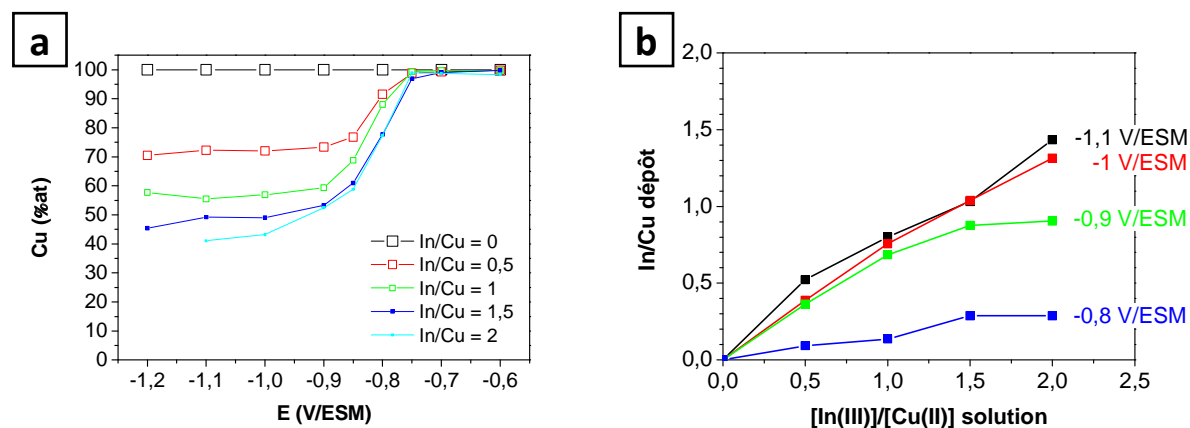 a
100
90
80
70
60
50
40
30
20
10
0
Cu (%at)
In/Cu = 0
In/Cu = 0,5
In/Cu = 1
In/Cu = 1,5
In/Cu = 2
-1,2 -1,1 -1,0 -0,9 -0,8 -0,7 -0,6
E (V/ESM)
b
2,0
1,5
1,0
0,5
0,0
In/Cu dépôt
-1,1 V/ESM
-1 V/ESM
-0,9 V/ESM
-0,8 V/ESM
0,0 0,5 1,0 1,5 2,0 2,5
[In(III)]/[Cu(II)] solution